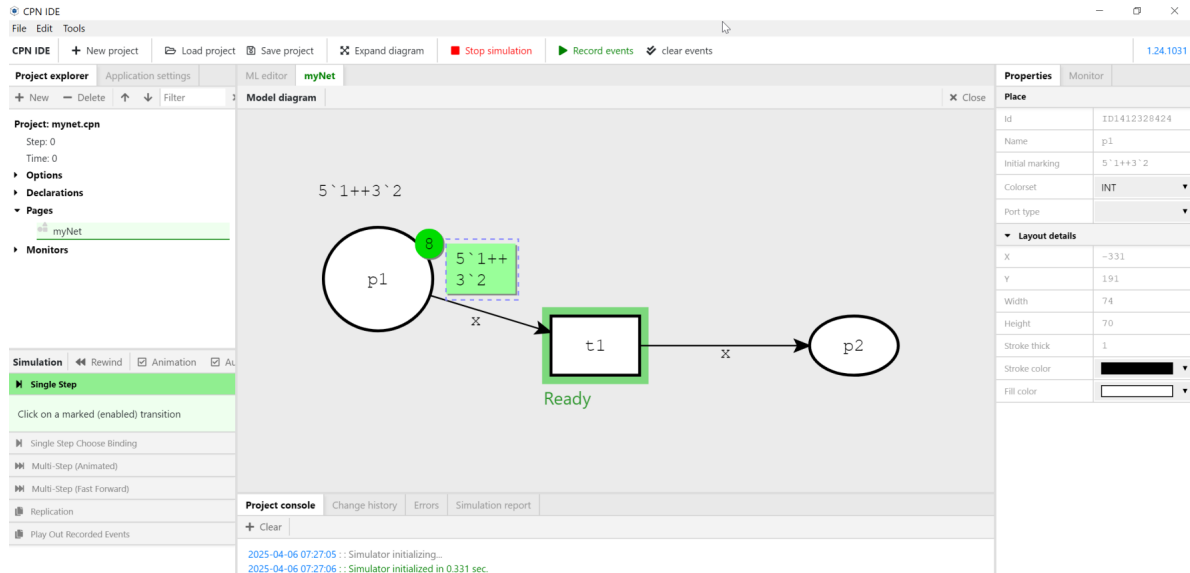 CPN IDE
File Edit Tools
CPN IDE + New project Load project Save project Expand diagram Stop simulation Record events clear events 1.24.1031
Project explorer Application settings
+ New − Delete Filter
Project: mynet.cpn
Step: 0
Time: 0
Options
Declarations
Pages
myNet
Monitors
Simulation Rewind Animation Au
Single Step
Click on a marked (enabled) transition
Single Step Choose Binding
Multi-Step (Animated)
Multi-Step (Fast Forward)
Replication
Play Out Recorded Events
ML editor myNet
Model diagram Close
5`1++3`2
8
5`1++
3`2
p1
x
t1
x
p2
Ready
Project console Change history Errors Simulation report
+ Clear
2025-04-06 07:27:05 : : Simulator initializing...
2025-04-06 07:27:06 : : Simulator initialized in 0.331 sec.
Properties Monitor
Place
Id ID1412328424
Name p1
Initial marking 5`1++3`2
Colorset INT
Port type
Layout details
X -331
Y 191
Width 74
Height 70
Stroke thick 1
Stroke color
Fill color